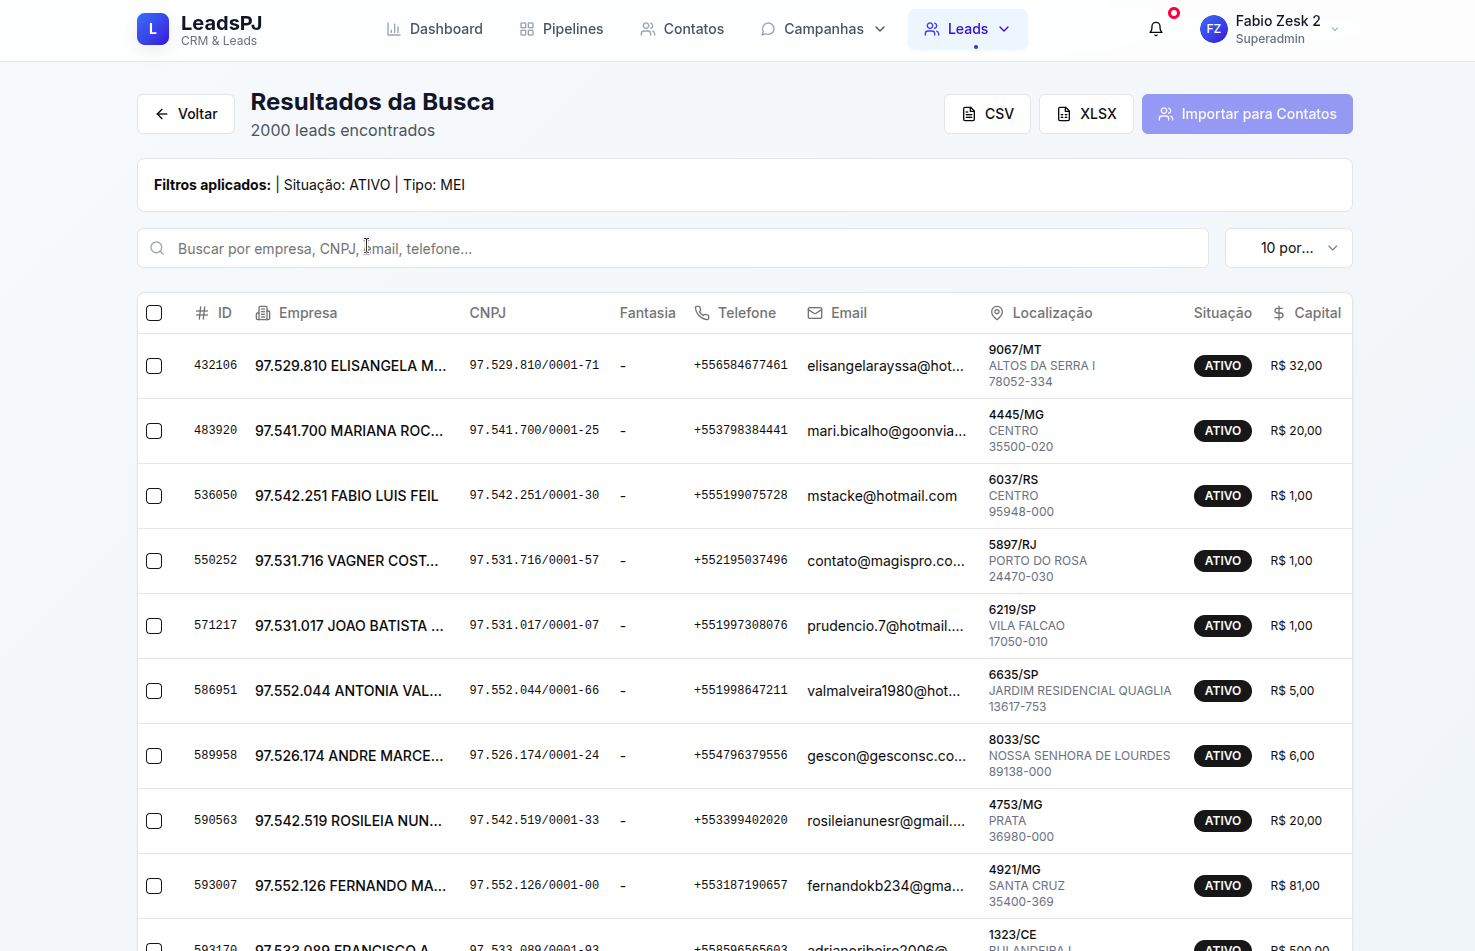 L
LeadsPJ
CRM & Leads
Dashboard
Pipelines
Contatos
Campanhas
Leads
FZ
Fabio Zesk 2
Superadmin
Voltar
Resultados da Busca
2000 leads encontrados
CSV
XLSX
Importar para Contatos
Filtros aplicados: | Situação: ATIVO | Tipo: MEI
Buscar por empresa, CNPJ, email, telefone...
10 por...
ID Empresa CNPJ Fantasia Telefone Email Localização Situação Capital
432106 97.529.810 ELISANGELA M... 97.529.810/0001-71 - +556584677461 elisangelarayssa@hot... 9067/MT ATIVO R$ 32,00
ALTOS DA SERRA I
78052-334
483920 97.541.700 MARIANA ROC... 97.541.700/0001-25 - +553798384441 mari.bicalho@goonvia... 4445/MG ATIVO R$ 20,00
CENTRO
35500-020
536050 97.542.251 FABIO LUIS FEIL 97.542.251/0001-30 - +555199075728 mstacke@hotmail.com 6037/RS ATIVO R$ 1,00
CENTRO
95948-000
550252 97.531.716 VAGNER COST... 97.531.716/0001-57 - +552195037496 contato@magispro.co... 5897/RJ ATIVO R$ 1,00
PORTO DO ROSA
24470-030
571217 97.531.017 JOAO BATISTA ... 97.531.017/0001-07 - +551997308076 prudencio.7@hotmail.... 6219/SP ATIVO R$ 1,00
VILA FALCAO
17050-010
586951 97.552.044 ANTONIA VAL... 97.552.044/0001-66 - +551998647211 valmalveira1980@hot... 6635/SP ATIVO R$ 5,00
JARDIM RESIDENCIAL QUAGLIA
13617-753
589958 97.526.174 ANDRE MARCE... 97.526.174/0001-24 - +554796379556 gescon@gesconsc.co... 8033/SC ATIVO R$ 6,00
NOSSA SENHORA DE LOURDES
89138-000
590563 97.542.519 ROSILEIA NUN... 97.542.519/0001-33 - +553399402020 rosileianunesr@gmail.... 4753/MG ATIVO R$ 20,00
PRATA
36980-000
593007 97.552.126 FERNANDO MA... 97.552.126/0001-00 - +553187190657 fernandokb234@gma... 4921/MG ATIVO R$ 81,00
SANTA CRUZ
35400-369
593170 97.533.089 FRANCISCO A... 97.533.089/0001-93 - +558596565603 adrianoribeiro2006@... 1323/CE ATIVO R$ 500,00